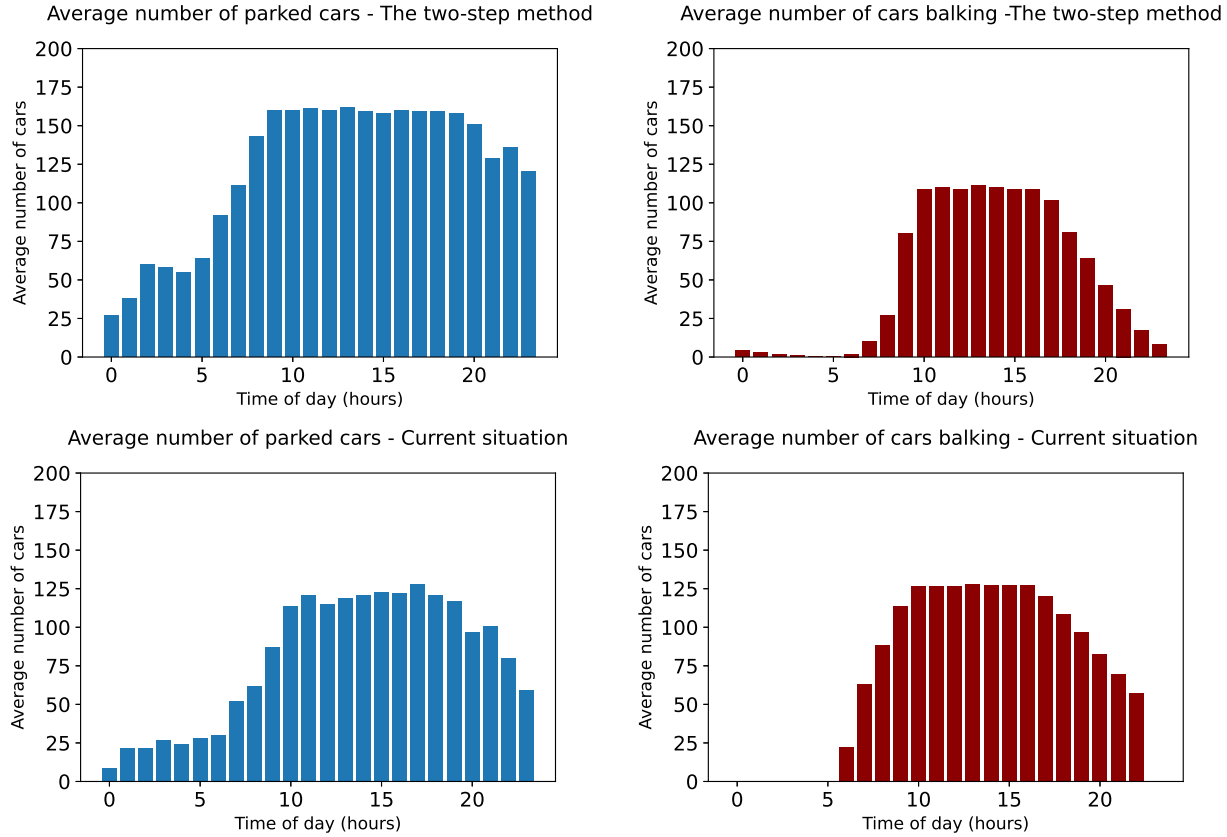 Average number of parked cars - The two-step method
200
175
150
125
100
75
50
25
0
Average number of cars
0 5 10 15 20
Time of day (hours)
Average number of cars balking -The two-step method
200
175
150
125
100
75
50
25
0
Average number of cars
0 5 10 15 20
Time of day (hours)
Average number of parked cars - Current situation
200
175
150
125
100
75
50
25
0
Average number of cars
0 5 10 15 20
Time of day (hours)
Average number of cars balking - Current situation
200
175
150
125
100
75
50
25
0
Average number of cars
0 5 10 15 20
Time of day (hours)